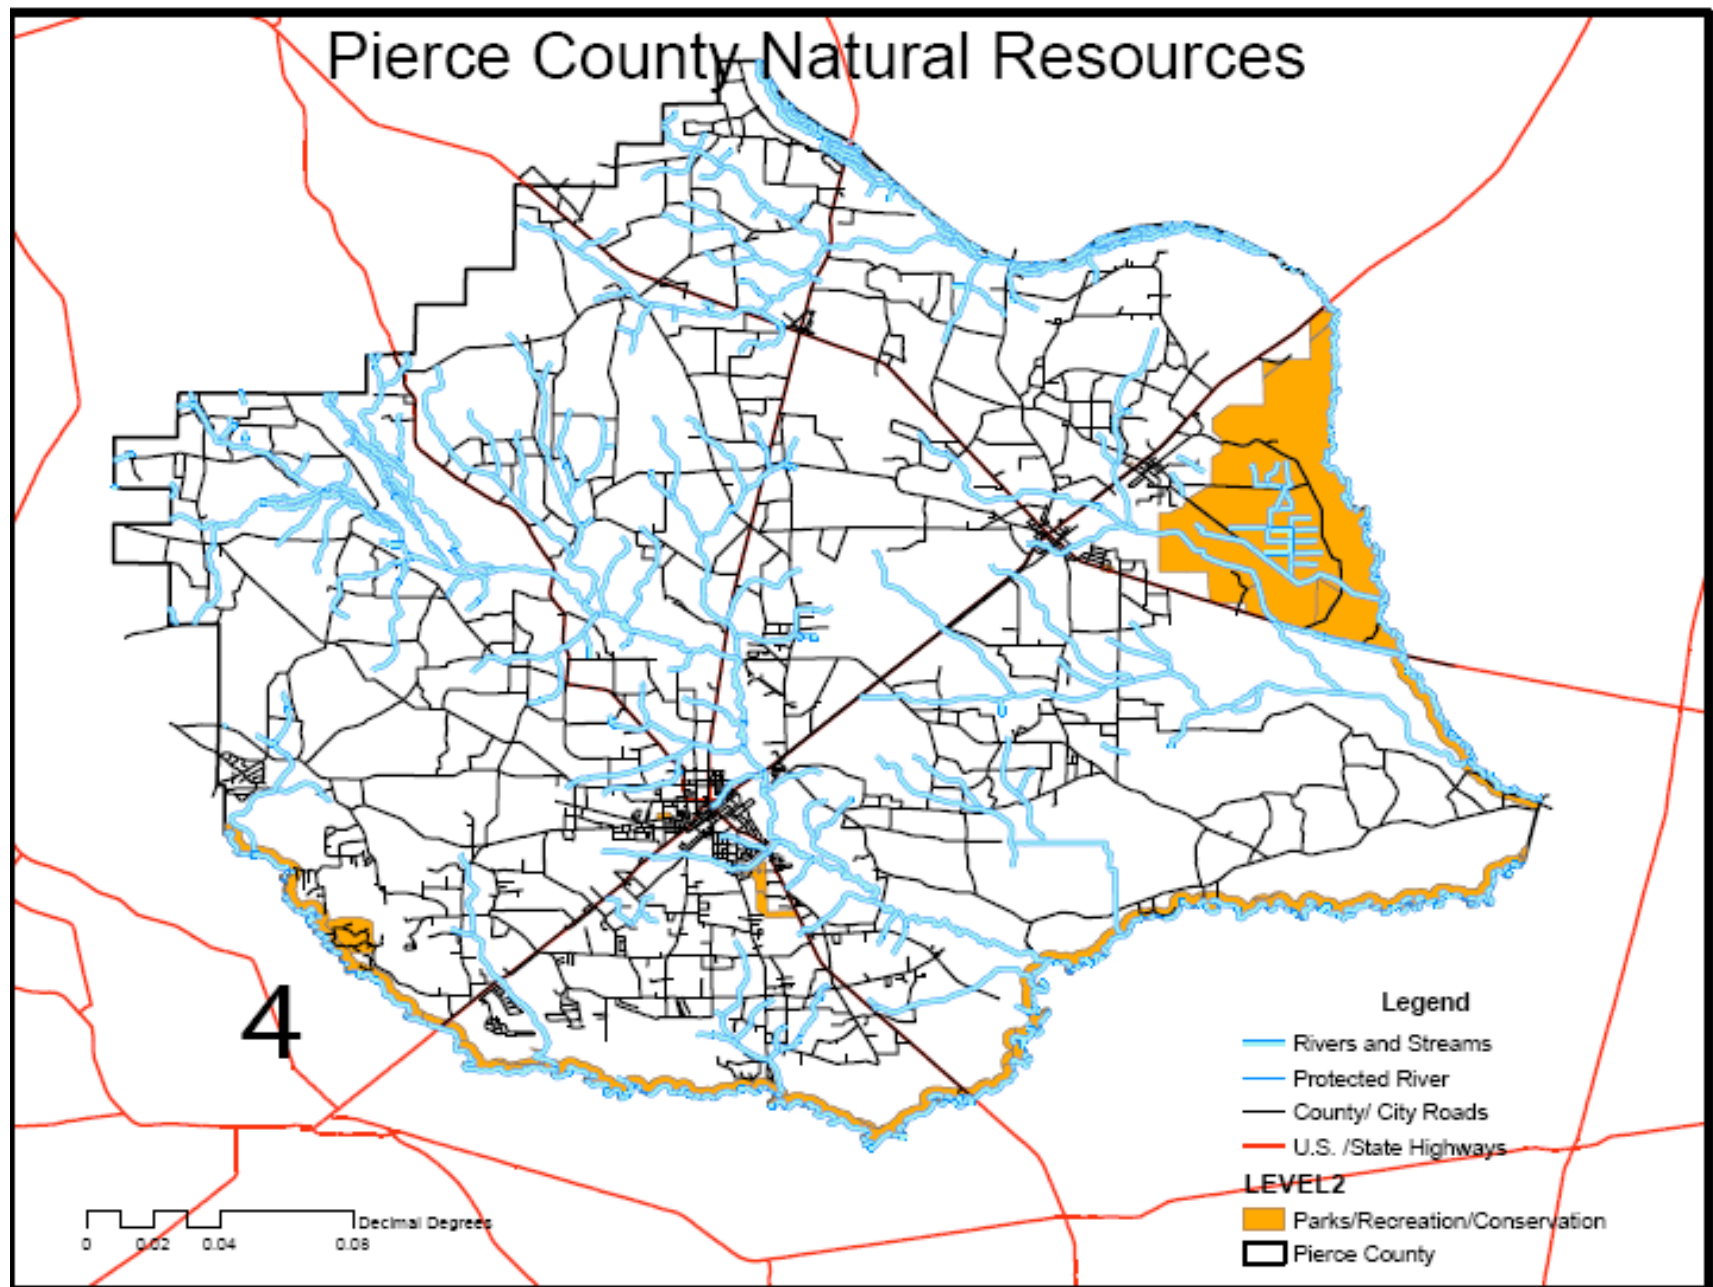 Pierce County Natural Resources
4
Legend
Rivers and Streams
Protected River
County/ City Roads
U.S. /State Highways
LEVEL2
Parks/Recreation/Conservation
Pierce County
Decimal Degrees
0 0.02 0.04 0.08